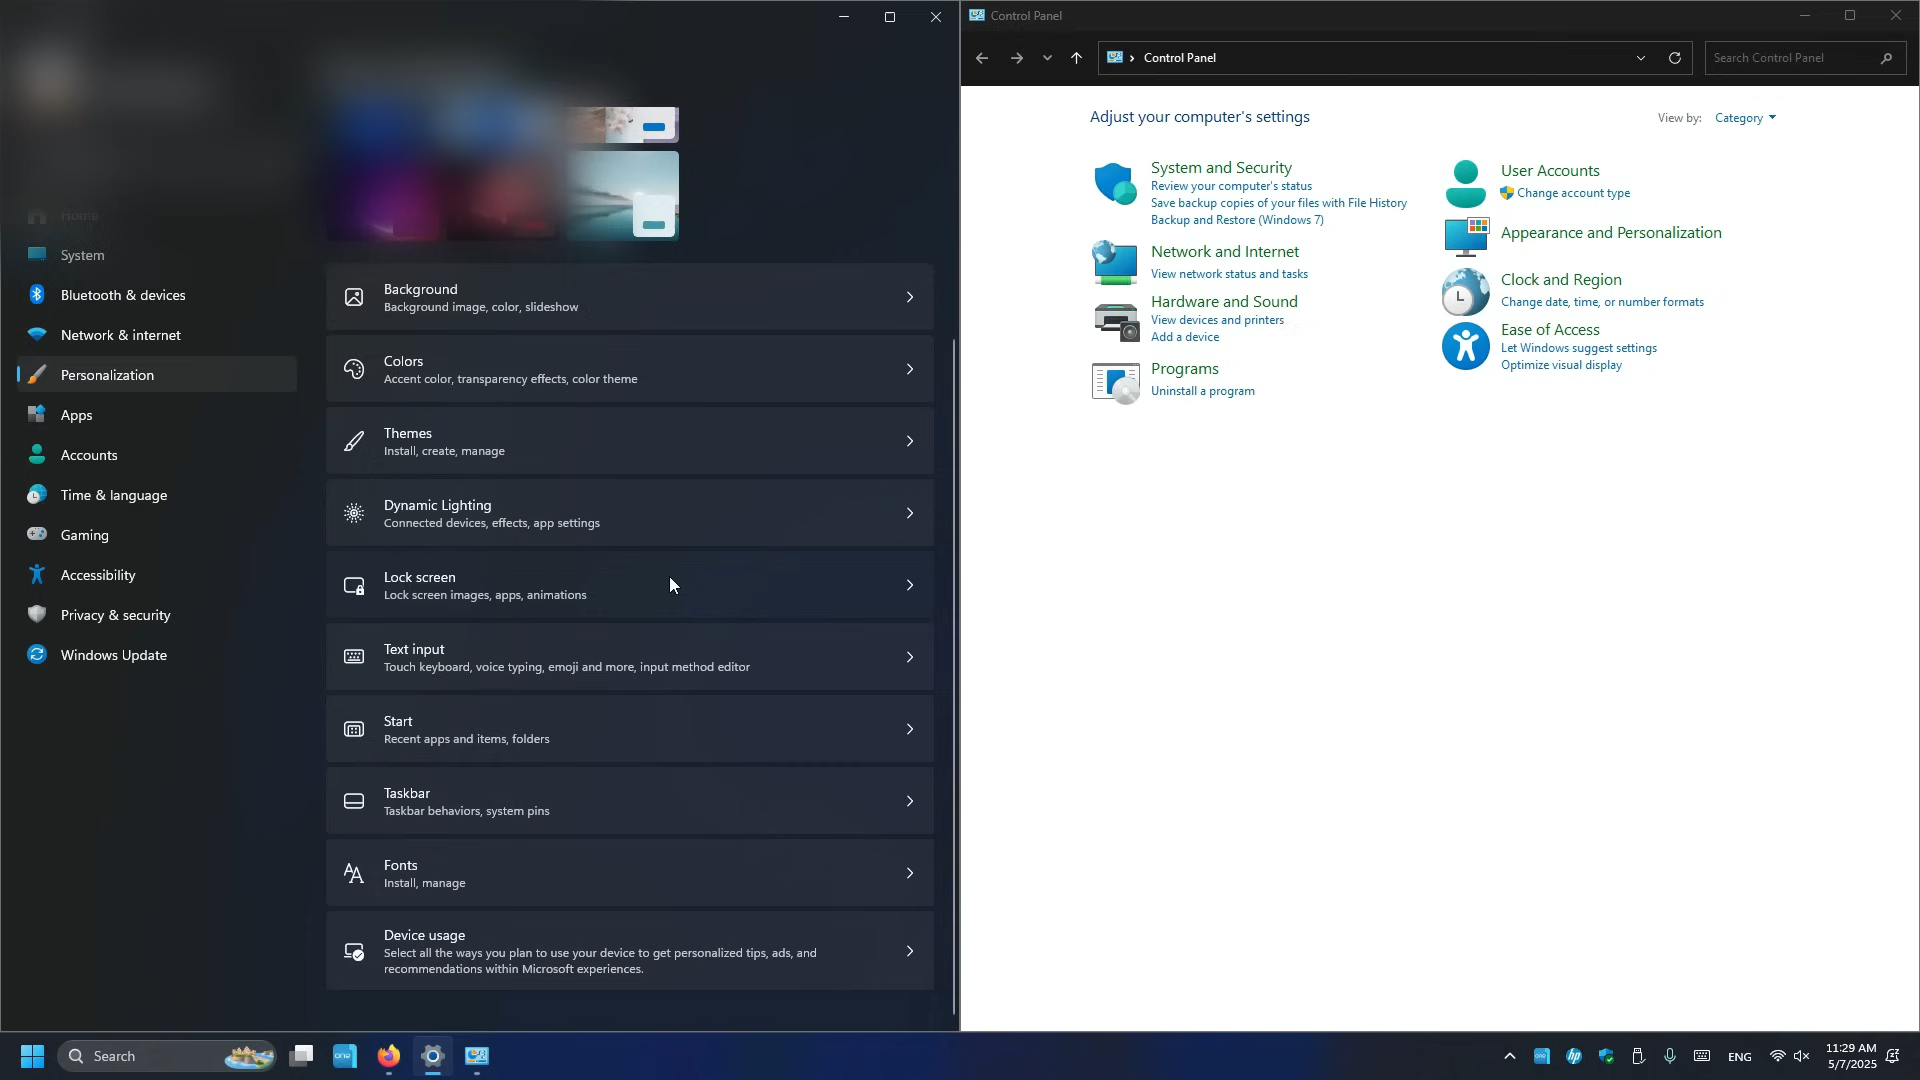 Home
System
Bluetooth & devices
Network & internet
Personalization
Apps
Accounts
Time & language
Gaming
Accessibility
Privacy & security
Windows Update
Background
Background image, color, slideshow
Colors
Accent color, transparency effects, color theme
Themes
Install, create, manage
Dynamic Lighting
Connected devices, effects, app settings
Lock screen
Lock screen images, apps, animations
Text input
Touch keyboard, voice typing, emoji and more, input method editor
Start
Recent apps and items, folders
Taskbar
Taskbar behaviors, system pins
Fonts
Install, manage
Device usage
Select all the ways you plan to use your device to get personalized tips, ads, and
recommendations within Microsoft experiences.
Control Panel
Control Panel
Search Control Panel
Adjust your computer's settings
View by: Category
System and Security
Review your computer's status
Save backup copies of your files with File History
Backup and Restore (Windows 7)
Network and Internet
View network status and tasks
Hardware and Sound
View devices and printers
Add a device
Programs
Uninstall a program
User Accounts
Change account type
Appearance and Personalization
Clock and Region
Change date, time, or number formats
Ease of Access
Let Windows suggest settings
Optimize visual display
Search
one
one
hp
ENG
11:29 AM
5/7/2025